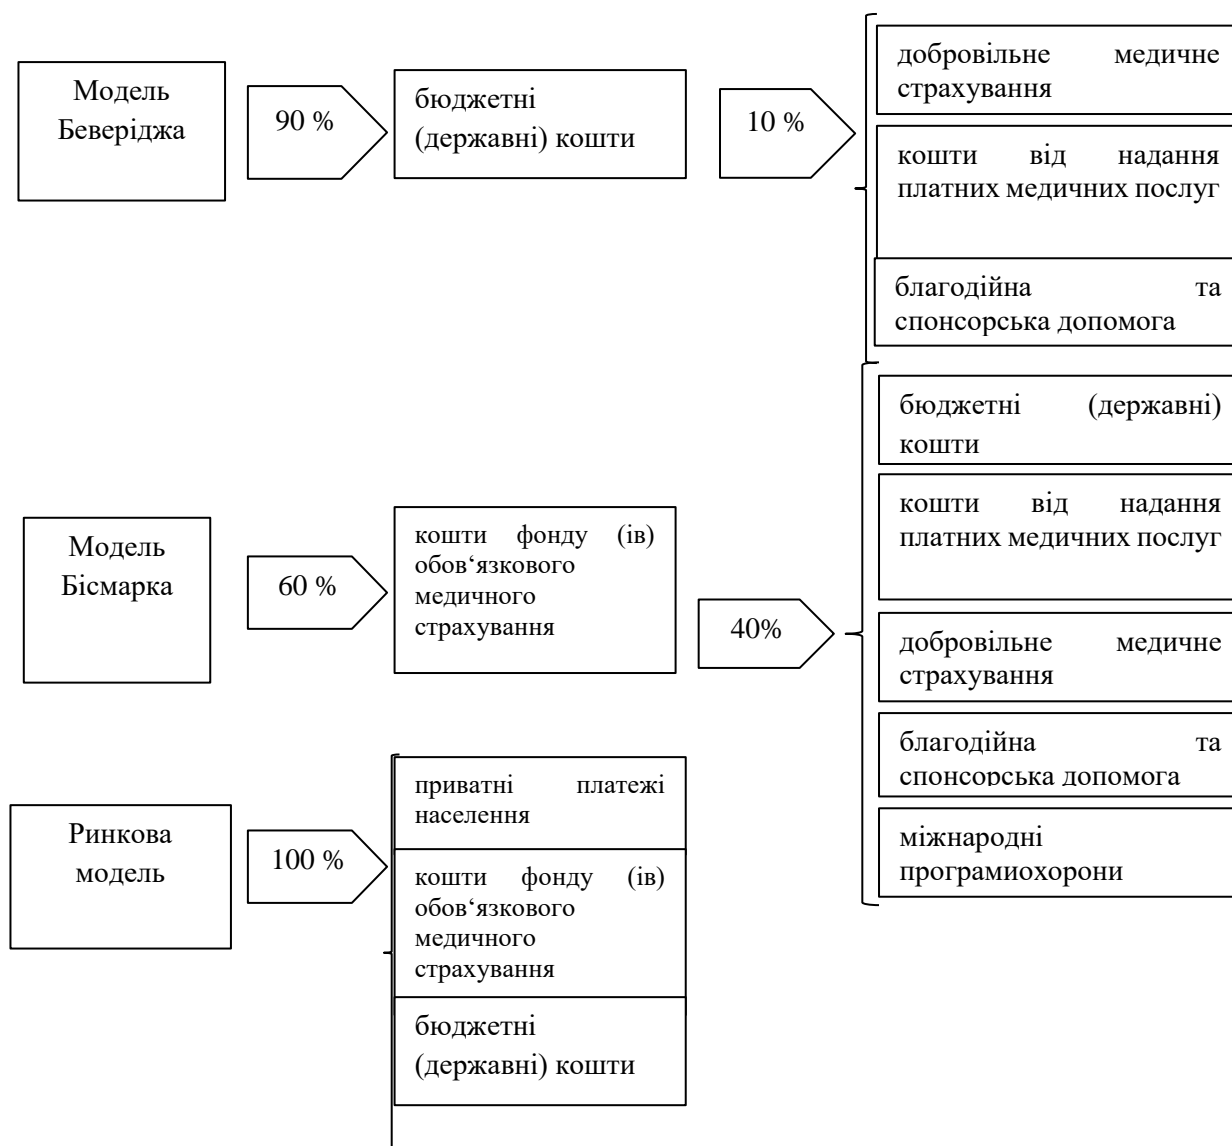 Модель
Беверіджа
90 %
бюджетні
(державні) кошти
10 %
добровільне медичне
страхування
кошти від надання
платних медичних послуг
благодійна та
спонсорська допомога
Модель
Бісмарка
60 %
кошти фонду (ів)
обов‘язкового
медичного
страхування
40%
бюджетні (державні)
кошти
кошти від надання
платних медичних послуг
добровільне медичне
страхування
благодійна та
спонсорська допомога
міжнародні
програмиохорони
Ринкова
модель
100 %
приватні платежі
населення
кошти фонду (ів)
обов‘язкового
медичного
страхування
бюджетні
(державні) кошти